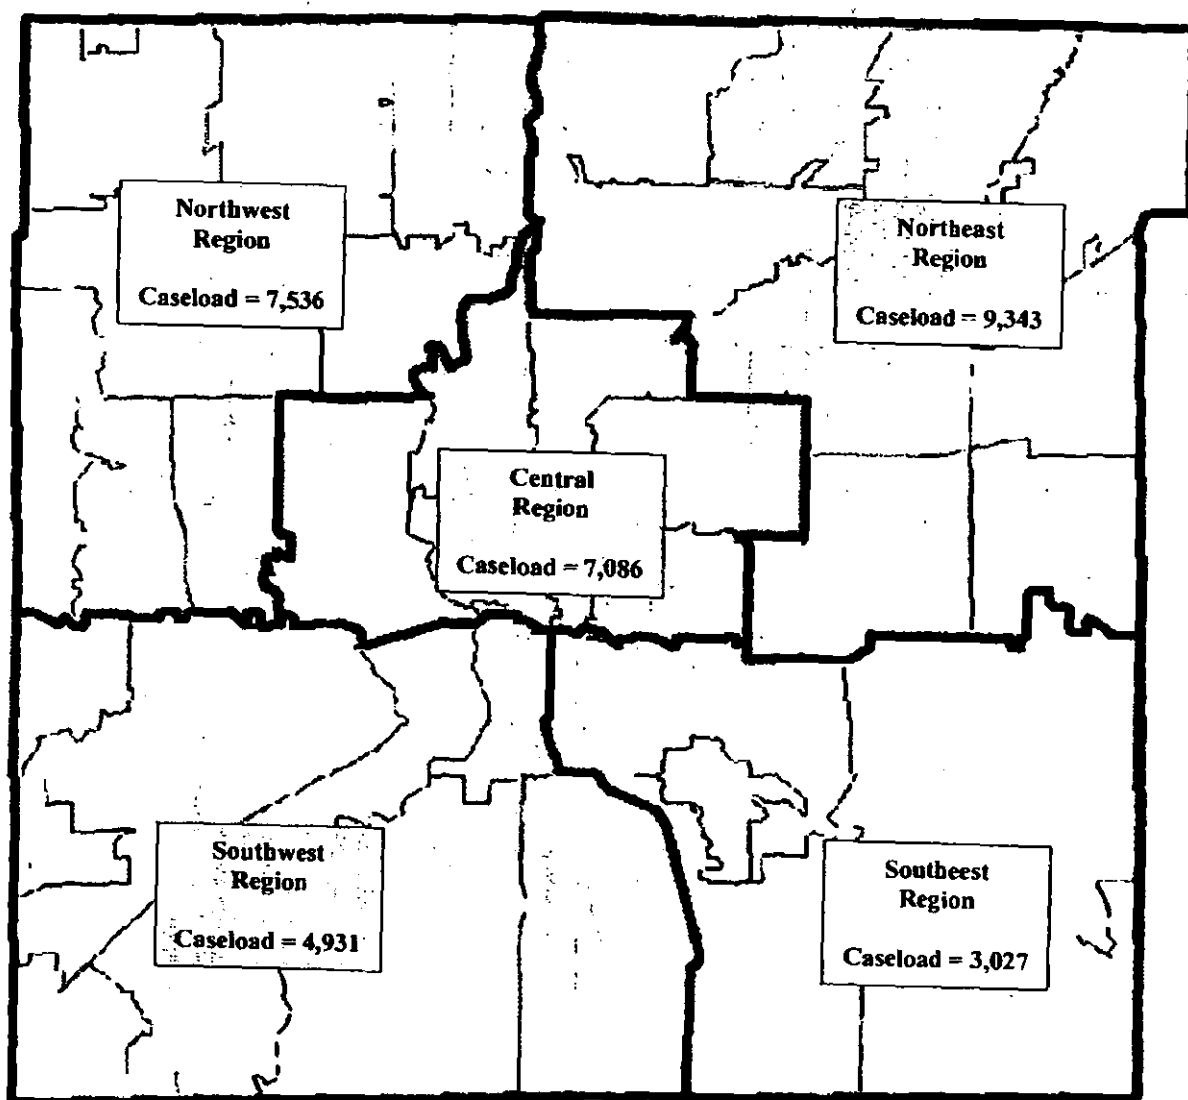 Northwest
Region
Caseload = 7,536
Northeast
Region
Caseload = 9,343
Central
Region
Caseload = 7,086
Southwest
Region
Caseload = 4,931
Southeest
Region
Caseload = 3,027